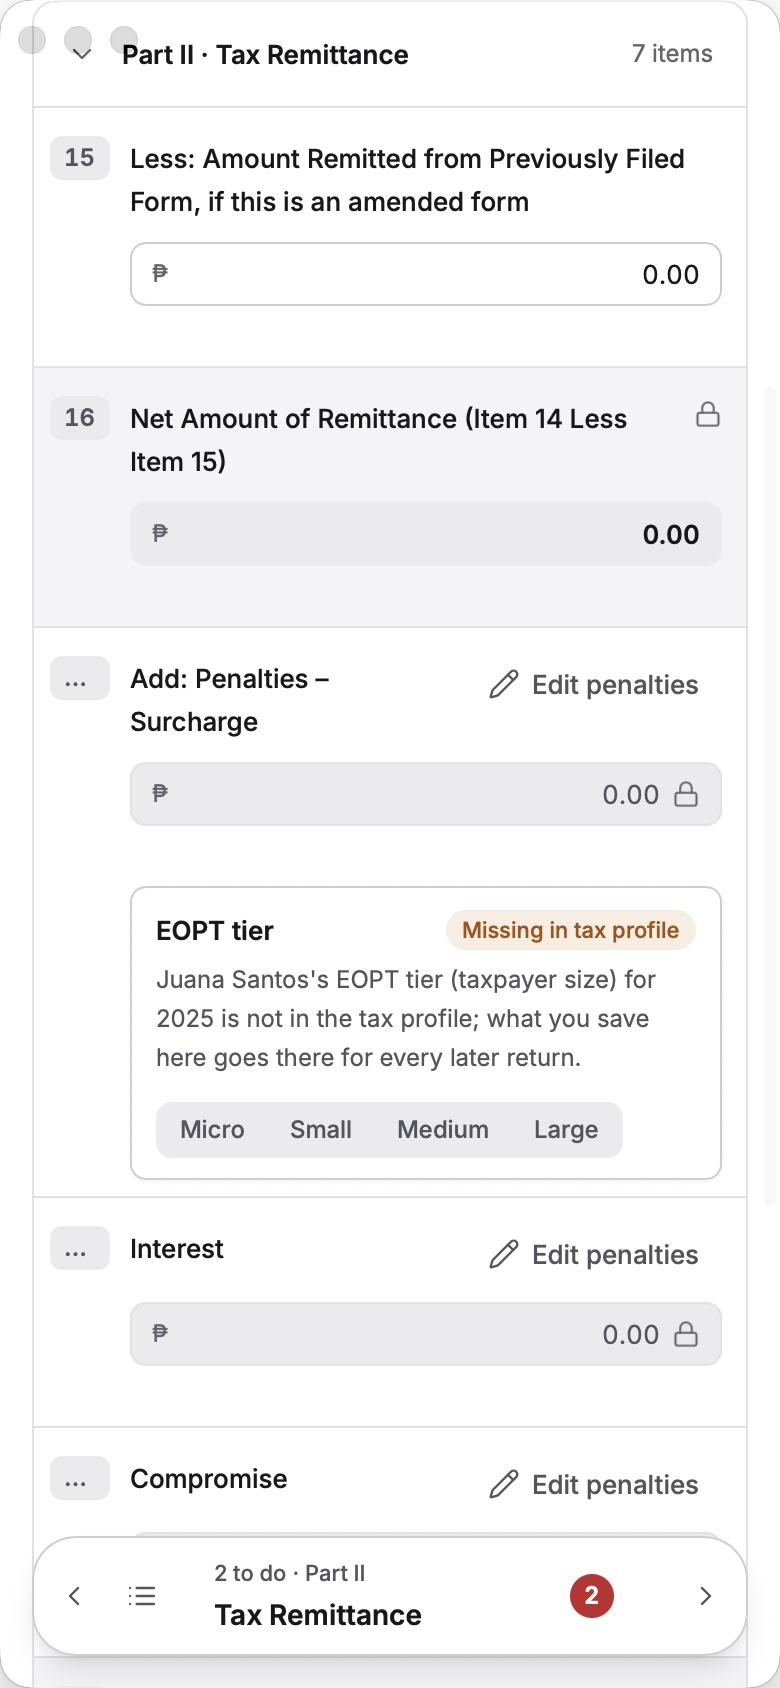 Part II · Tax Remittance
7 items
15
Less: Amount Remitted from Previously Filed
Form, if this is an amended form
₱ 0.00
16
Net Amount of Remittance (Item 14 Less
Item 15)
₱ 0.00
...
Add: Penalties –
Surcharge
Edit penalties
₱ 0.00
EOPT tier
Missing in tax profile
Juana Santos's EOPT tier (taxpayer size) for
2025 is not in the tax profile; what you save
here goes there for every later return.
Micro Small Medium Large
...
Interest
Edit penalties
₱ 0.00
...
Compromise
Edit penalties
2 to do · Part II
Tax Remittance
2